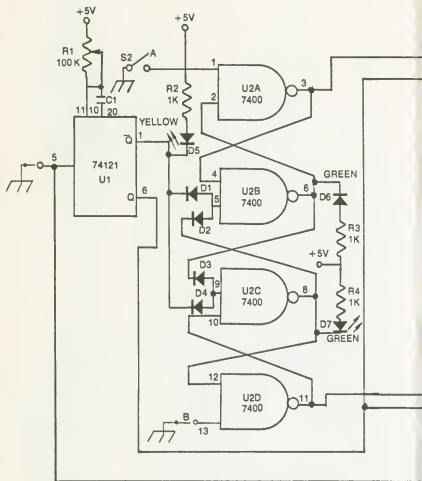 +5V
R1
100 K
C1
11 10 20
74121
U1
Q
1
Q
6
5
+5V
S2
A
R2
1K
YELLOW
D5
1
2
3
U2A
7400
4
5
6
U2B
7400
D1
D2
GREEN
D6
R3
1K
+5V
R4
1K
D7
GREEN
D3
D4
9
10
8
U2C
7400
12
13
11
U2D
7400
B